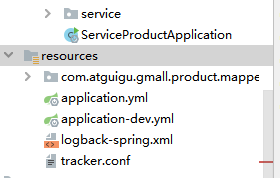 service
ServiceProductApplication
resources
com.atguigu.gmall.product.mappe
application.yml
application-dev.yml
logback-spring.xml
tracker.conf